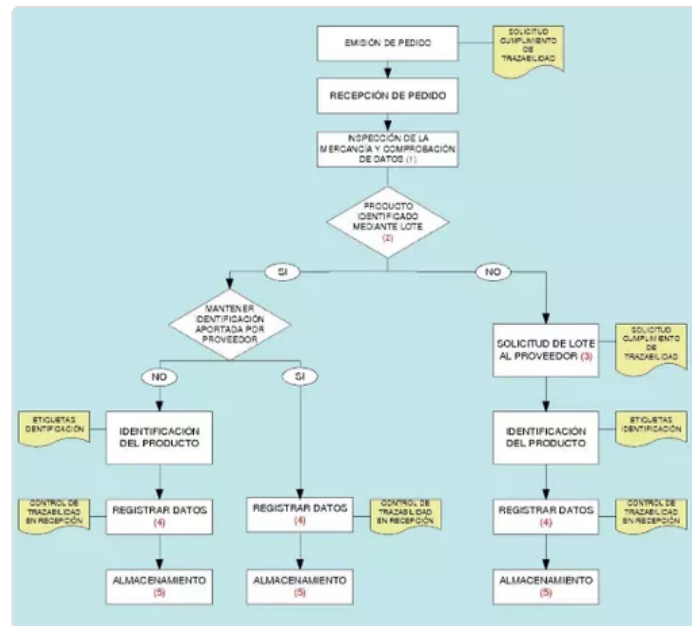 EMISIÓN DE PEDIDO
SOLICITUD
CUMPLIMIENTO
DE
TRAZABILIDAD
RECEPCIÓN DE PEDIDO
INSPECCIÓN DE LA
MERCANCÍA Y COMPROBACIÓN
DE DATOS (1)
PRODUCTO
IDENTIFICADO
MEDIANTE LOTE
(2)
SI
NO
MANTENER
IDENTIFICACIÓN
APORTADA POR
PROVEEDOR
SOLICITUD DE LOTE
AL PROVEEDOR (3)
SOLICITUD
CUMPLIMIENTO
DE
TRAZABILIDAD
NO
SI
ETIQUETAS
IDENTIFICACIÓN
IDENTIFICACIÓN
DEL PRODUCTO
IDENTIFICACIÓN
DEL PRODUCTO
ETIQUETAS
IDENTIFICACIÓN
CONTROL DE
TRAZABILIDAD
EN RECEPCIÓN
REGISTRAR DATOS
(4)
REGISTRAR DATOS
(4)
CONTROL DE
TRAZABILIDAD
EN RECEPCIÓN
REGISTRAR DATOS
(4)
CONTROL DE
TRAZABILIDAD
EN RECEPCIÓN
ALMACENAMIENTO
(5)
ALMACENAMIENTO
(5)
ALMACENAMIENTO
(5)